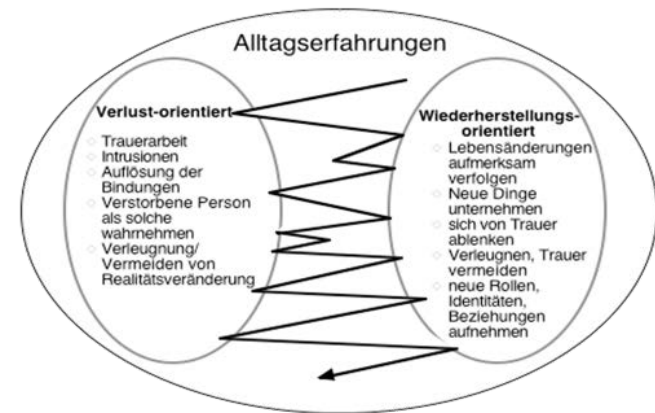 Alltagserfahrungen
Verlust-orientiert
Trauerarbeit
Intrusionen
Auflösung der
Bindungen
Verstorbene Person
als solche
wahrnehmen
Verleugnung/
Vermeiden von
Realitätsveränderung
Wiederherstellungs-
orientiert
Lebensänderungen
aufmerksam
verfolgen
Neue Dinge
unternehmen
sich von Trauer
ablenken
Verleugnen, Trauer
vermeiden
neue Rollen,
Identitäten,
Beziehungen
aufnehmen